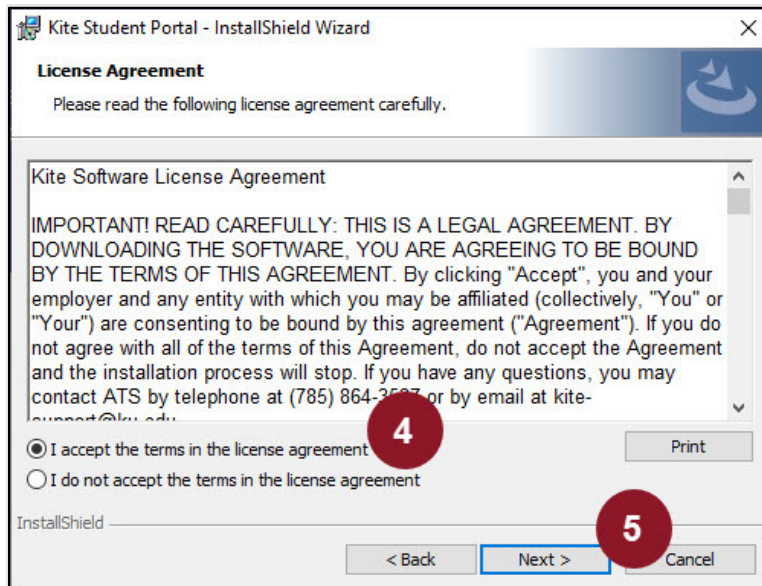 Kite Student Portal - InstallShield Wizard
License Agreement
Please read the following license agreement carefully.
Kite Software License Agreement
IMPORTANT! READ CAREFULLY: THIS IS A LEGAL AGREEMENT. BY
DOWNLOADING THE SOFTWARE, YOU ARE AGREEING TO BE BOUND
BY THE TERMS OF THIS AGREEMENT. By clicking "Accept", you and your
employer and any entity with which you may be affiliated (collectively, "You" or
"Your") are consenting to be bound by this agreement ("Agreement"). If you do
not agree with all of the terms of this Agreement, do not accept the Agreement
and the installation process will stop. If you have any questions, you may
contact ATS by telephone at (785) or by email at kite-
4
I accept the terms in the license agreement
Print
I do not accept the terms in the license agreement
InstallShield
5
< Back
Next >
Cancel